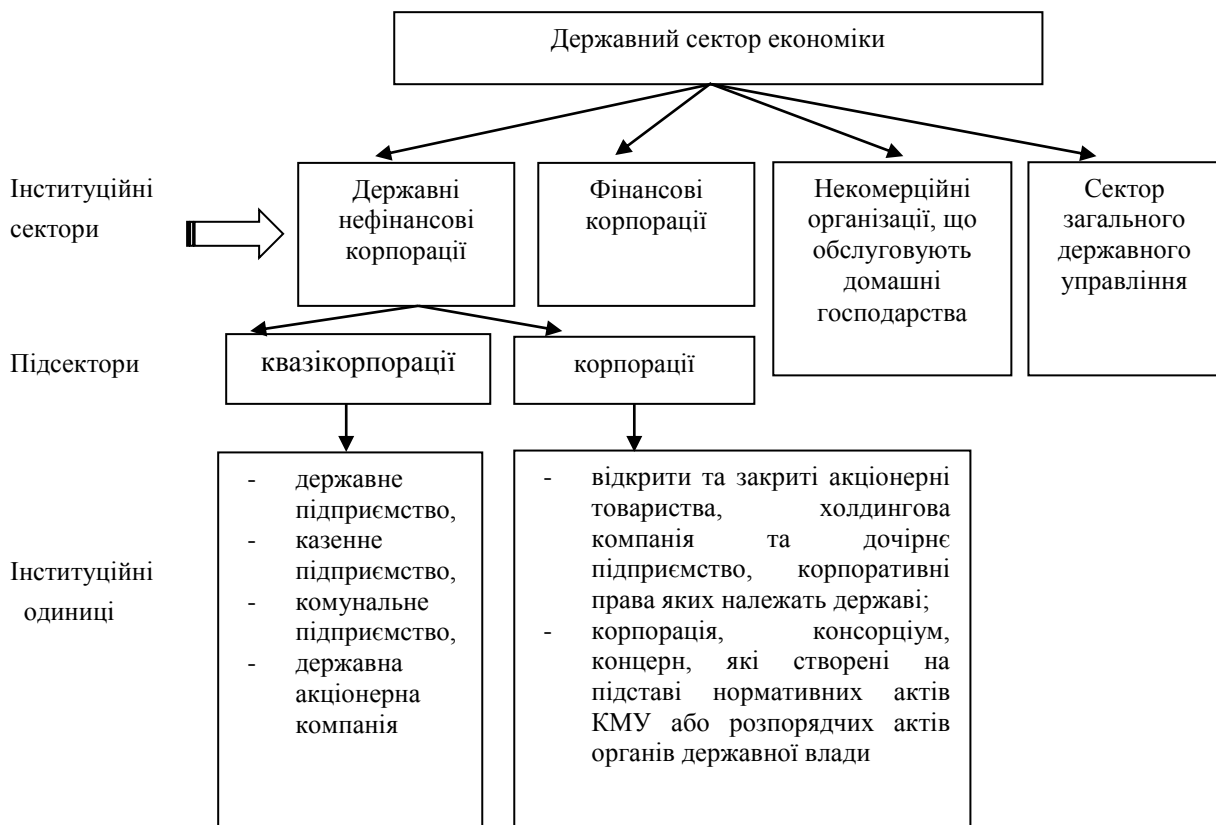 Державний сектор економіки
Інституційні
сектори
Державні
нефінансові
корпорації
Фінансові
корпорації
Некомерційні
організації, що
обслуговують
домашні
господарства
Сектор
загального
державного
управління
Підсектори
квазікорпорації
корпорації
Інституційні
одиниці
- державне
підприємство,
- казенне
підприємство,
- комунальне
підприємство,
- державна
акціонерна
компанія
- відкрити та закриті акціонерні
товариства, холдингова
компанія та дочірнє
підприємство, корпоративні
права яких належать державі;
- корпорація, консорціум,
концерн, які створені на
підставі нормативних актів
КМУ або розпорядчих актів
органів державної влади